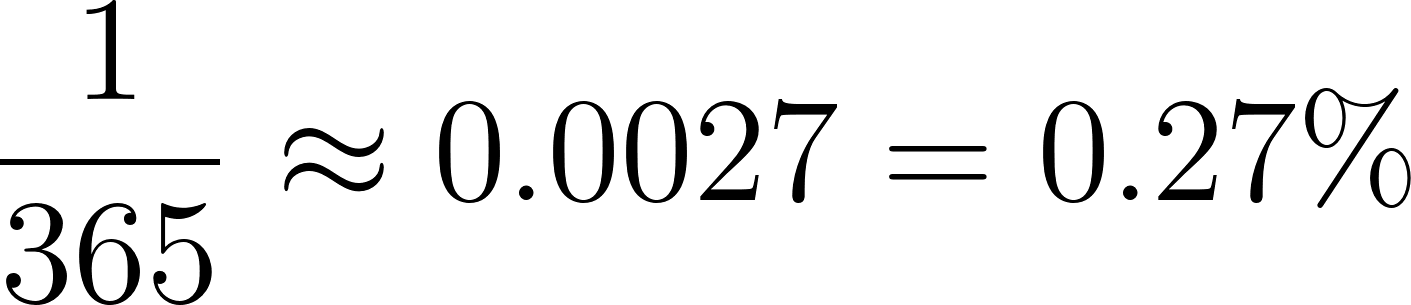 1/365 ≈ 0.0027 = 0.27%